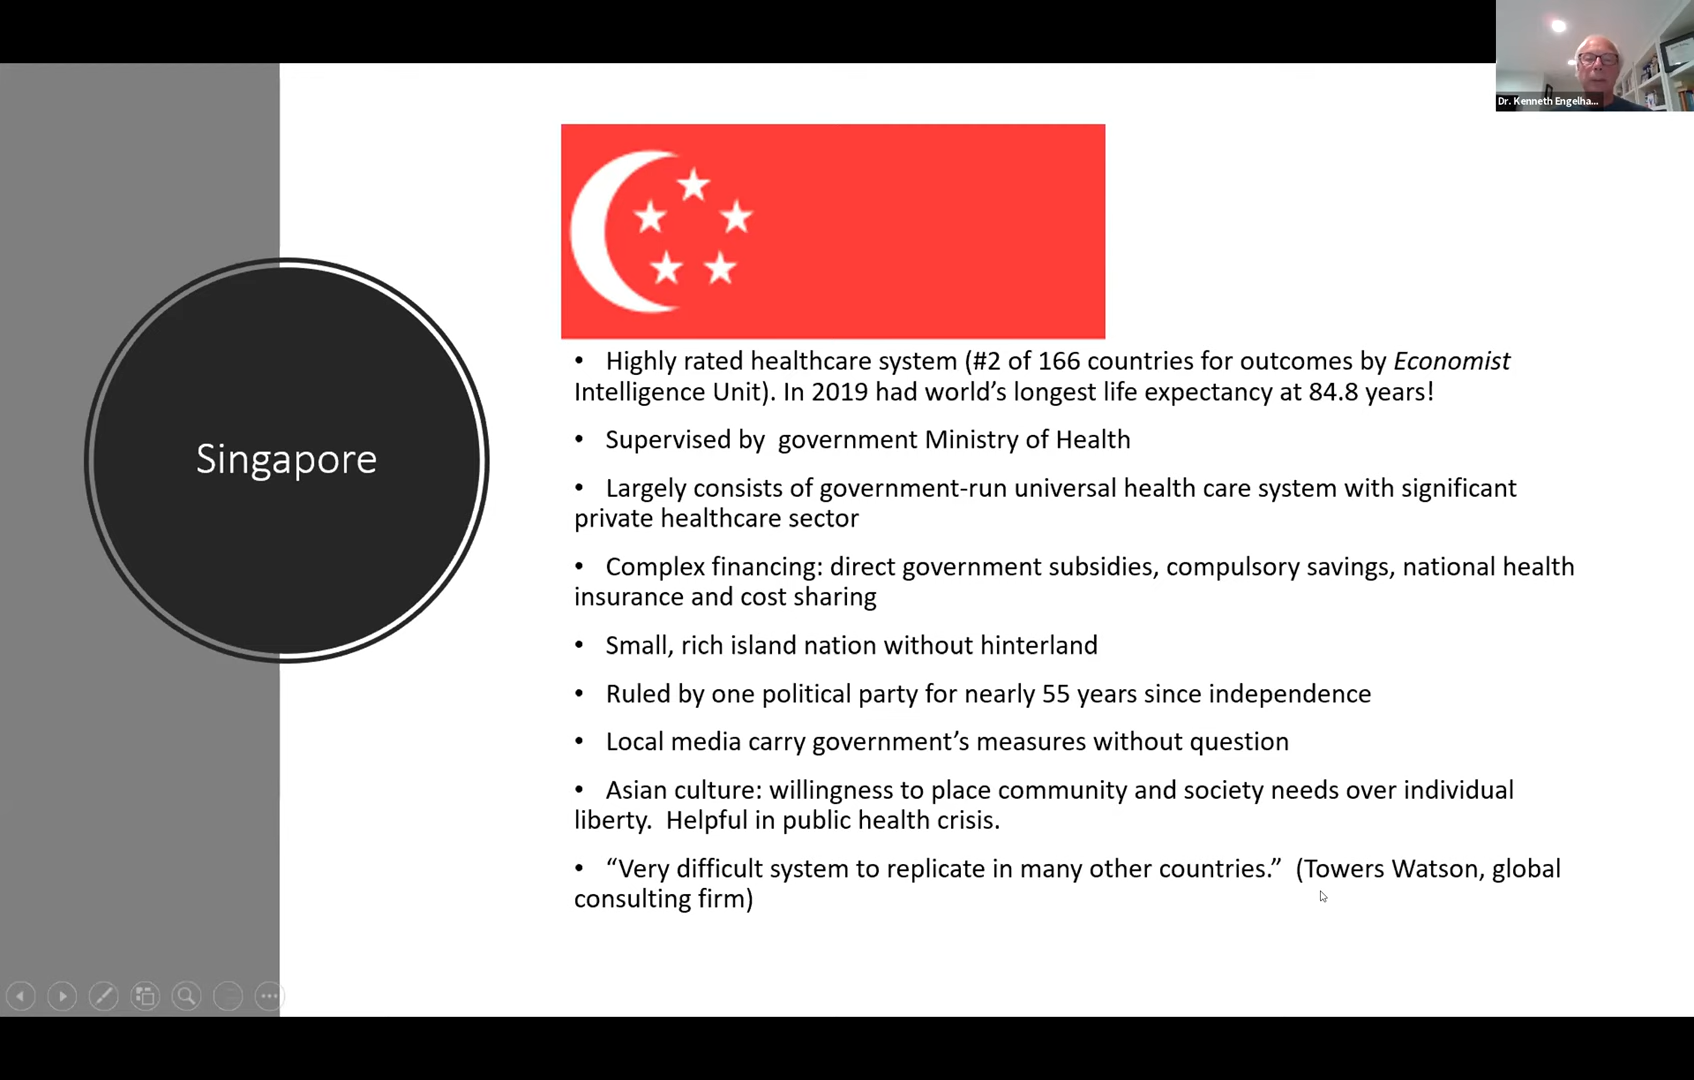 Dr. Kenneth Engelha...
Singapore
• Highly rated healthcare system (#2 of 166 countries for outcomes by Economist
Intelligence Unit). In 2019 had world’s longest life expectancy at 84.8 years!
• Supervised by  government Ministry of Health
• Largely consists of government-run universal health care system with significant
private healthcare sector
• Complex financing: direct government subsidies, compulsory savings, national health
insurance and cost sharing
• Small, rich island nation without hinterland
• Ruled by one political party for nearly 55 years since independence
• Local media carry government’s measures without question
• Asian culture: willingness to place community and society needs over individual
liberty.  Helpful in public health crisis.
• “Very difficult system to replicate in many other countries.”  (Towers Watson, global
consulting firm)